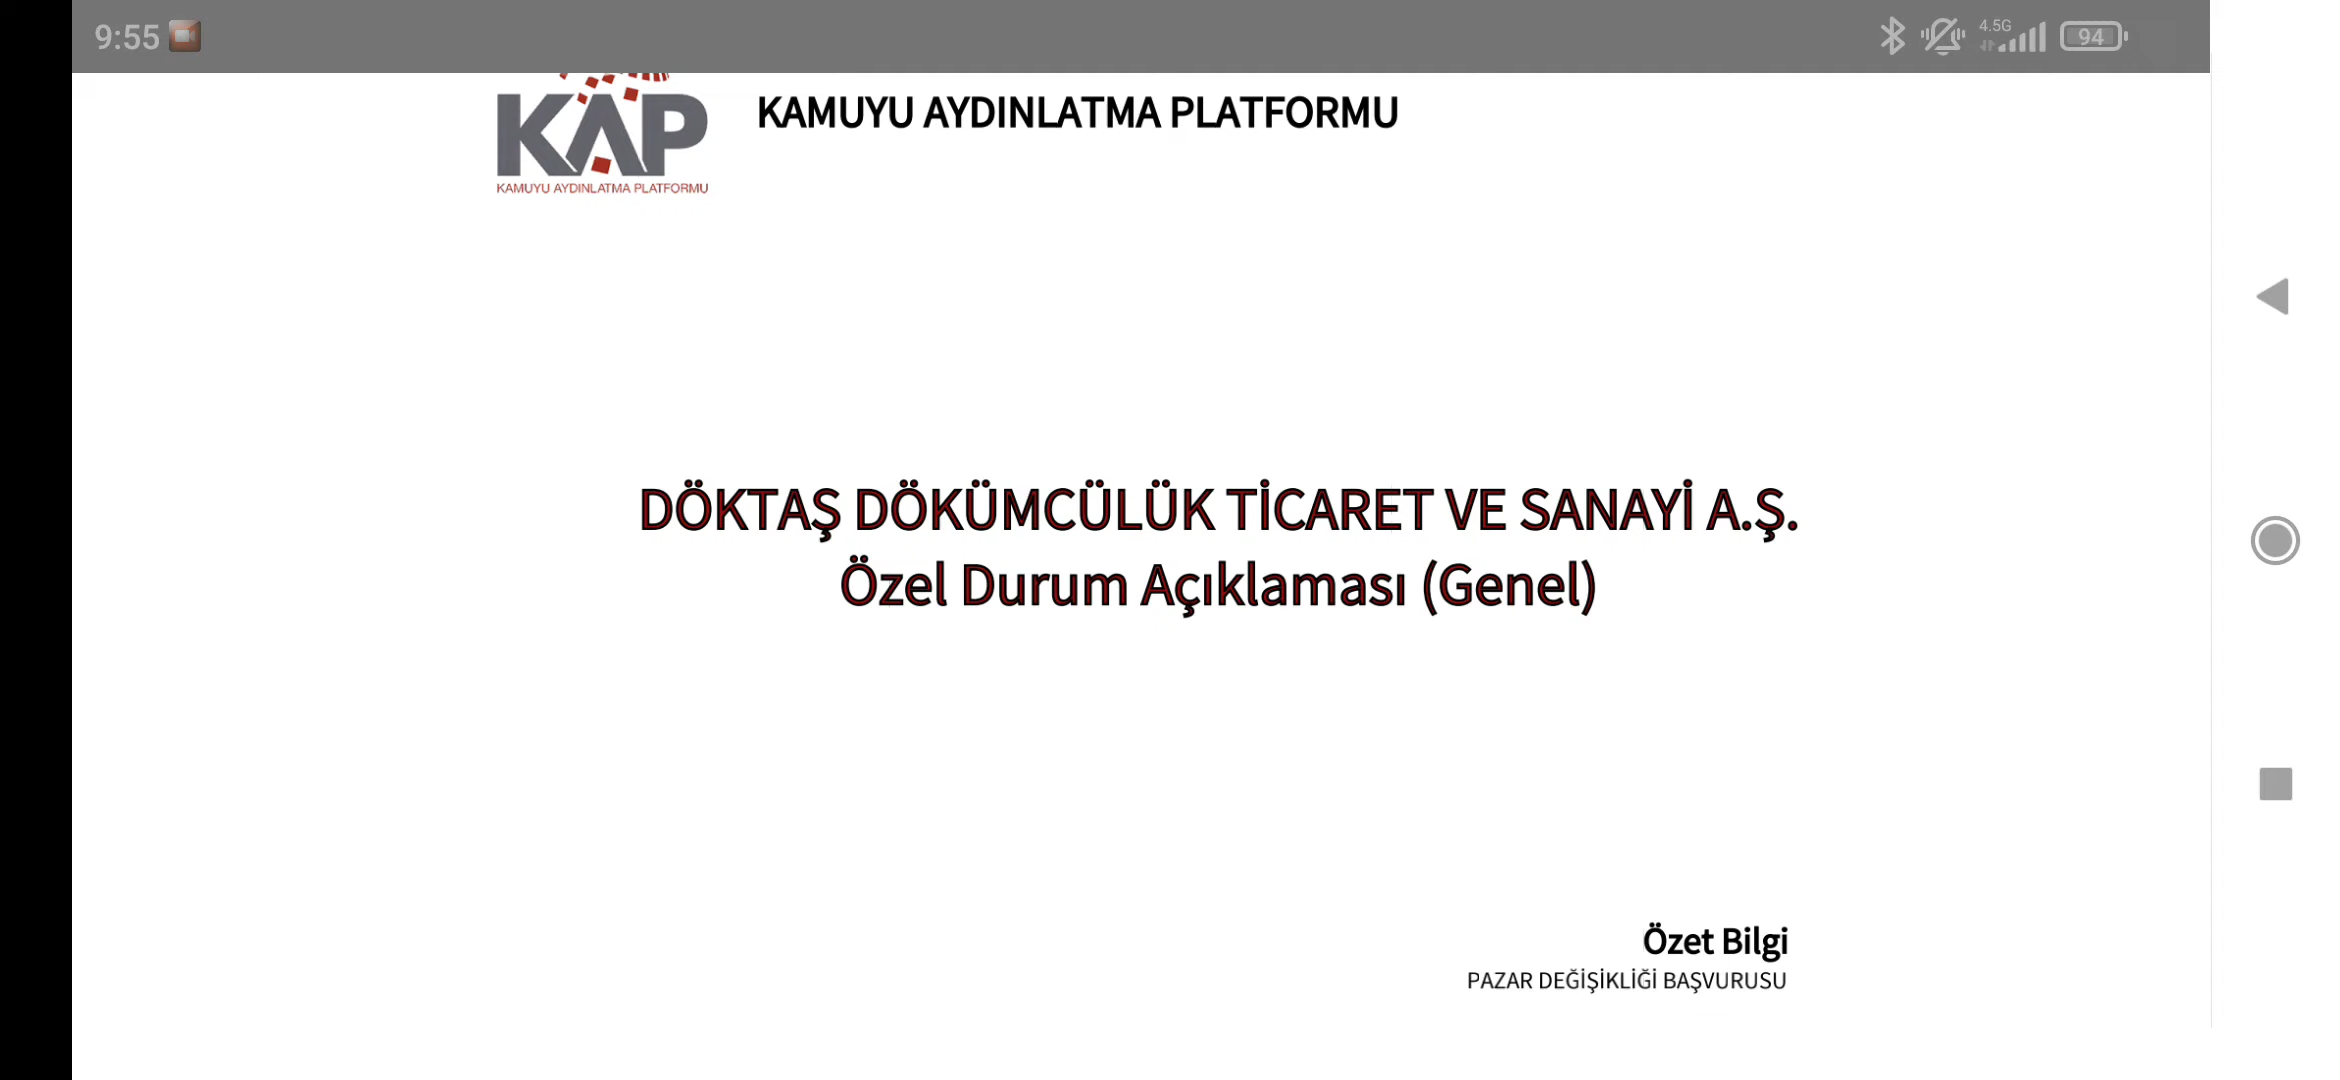 9:55
4.5G
94
KAP
KAMUYU AYDINLATMA PLATFORMU
KAMUYU AYDINLATMA PLATFORMU
DÖKTAŞ DÖKÜMCÜLÜK TİCARET VE SANAYİ A.Ş.
Özel Durum Açıklaması (Genel)
Özet Bilgi
PAZAR DEĞİŞİKLİĞİ BAŞVURUSU